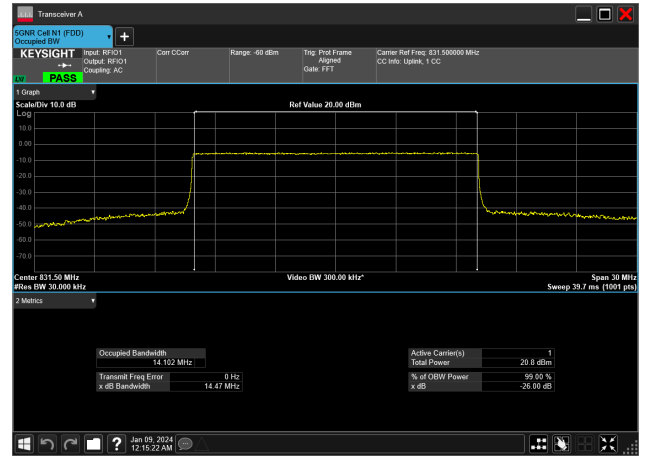 Transceiver A
5GNR Cell N1 (FDD)
Occupied BW
KEYSIGHT
Input: RFIO1
Output: RFIO1
Coupling: AC
Corr CCorr
Range: -60 dBm
Trig: Prot Frame
Aligned
Gate: FFT
Carrier Ref Freq: 831.500000 MHz
CC Info: Uplink, 1 CC
PASS
1 Graph
Scale/Div 10.0 dB
Ref Value 20.00 dBm
Log
10.0
0.00
-10.0
-20.0
-30.0
-40.0
-50.0
-60.0
-70.0
Center 831.50 MHz
Video BW 300.00 kHz*
Span 30 MHz
#Res BW 30.000 kHz
Sweep 39.7 ms (1001 pts)
2 Metrics
Occupied Bandwidth
14.102 MHz
Active Carrier(s) 1
Total Power 20.8 dBm
Transmit Freq Error 0 Hz
x dB Bandwidth 14.47 MHz
% of OBW Power 99.00 %
x dB -26.00 dB
?
Jan 09, 2024
12:15:22 AM